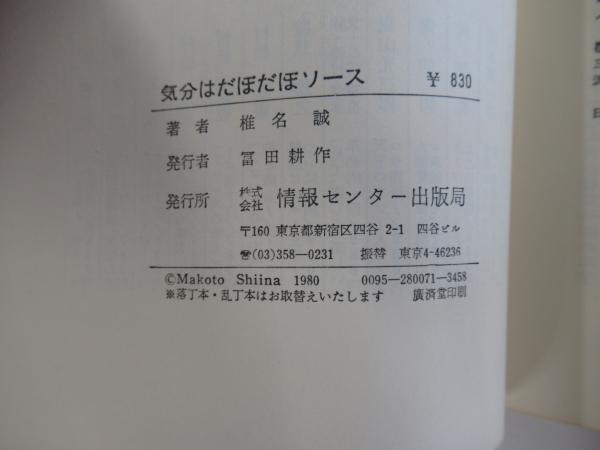 気分はだぼだぼソース ￥830
著者 椎名誠
発行者 冨田耕作
発行所 株式会社 情報センター出版局
〒160 東京都新宿区四谷 2-1 四谷ビル
☎(03)358—0231 振替 東京4-46236
©Makoto Shiina 1980 0095—280071—3458
※落丁本・乱丁本はお取替えいたします 廣済堂印刷